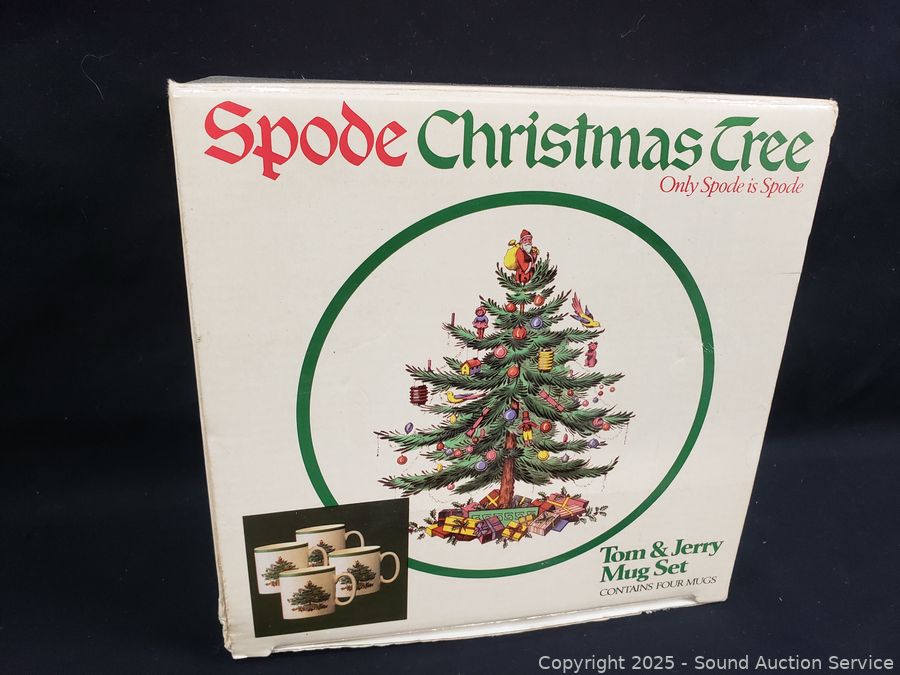 Spode Christmas Tree
Only Spode is Spode
Tom & Jerry
Mug Set
CONTAINS FOUR MUGS
Copyright 2025 - Sound Auction Service